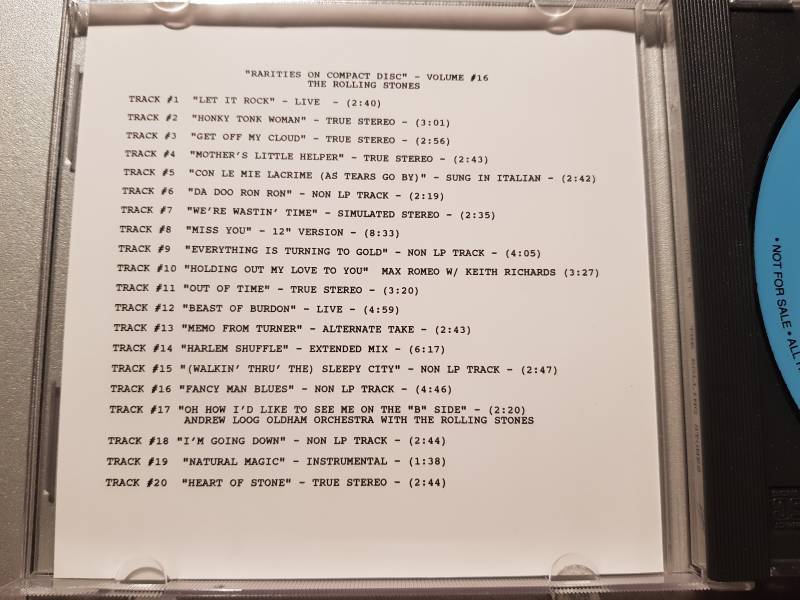 "RARITIES ON COMPACT DISC" - VOLUME #16
THE ROLLING STONES
TRACK #1 "LET IT ROCK" - LIVE - (2:40)
TRACK #2 "HONKY TONK WOMAN" - TRUE STEREO - (3:01)
TRACK #3 "GET OFF MY CLOUD" - TRUE STEREO - (2:56)
TRACK #4 "MOTHER'S LITTLE HELPER" - TRUE STEREO - (2:43)
TRACK #5 "CON LE MIE LACRIME (AS TEARS GO BY)" - SUNG IN ITALIAN - (2:42)
TRACK #6 "DA DOO RON RON" - NON LP TRACK - (2:19)
TRACK #7 "WE'RE WASTIN' TIME" - SIMULATED STEREO - (2:35)
TRACK #8 "MISS YOU" - 12" VERSION - (8:33)
TRACK #9 "EVERYTHING IS TURNING TO GOLD" - NON LP TRACK - (4:05)
TRACK #10 "HOLDING OUT MY LOVE TO YOU" MAX ROMEO W/ KEITH RICHARDS (3:27)
TRACK #11 "OUT OF TIME" - TRUE STEREO - (3:20)
TRACK #12 "BEAST OF BURDON" - LIVE - (4:59)
TRACK #13 "MEMO FROM TURNER" - ALTERNATE TAKE - (2:43)
TRACK #14 "HARLEM SHUFFLE" - EXTENDED MIX - (6:17)
TRACK #15 "(WALKIN' THRU' THE) SLEEPY CITY" - NON LP TRACK - (2:47)
TRACK #16 "FANCY MAN BLUES" - NON LP TRACK - (4:46)
TRACK #17 "OH HOW I'D LIKE TO SEE ME ON THE "B" SIDE" - (2:20)
ANDREW LOOG OLDHAM ORCHESTRA WITH THE ROLLING STONES
TRACK #18 "I'M GOING DOWN" - NON LP TRACK - (2:44)
TRACK #19 "NATURAL MAGIC" - INSTRUMENTAL - (1:38)
TRACK #20 "HEART OF STONE" - TRUE STEREO - (2:44)
THE ROLLING STONES
• NOT FOR SALE • ALL